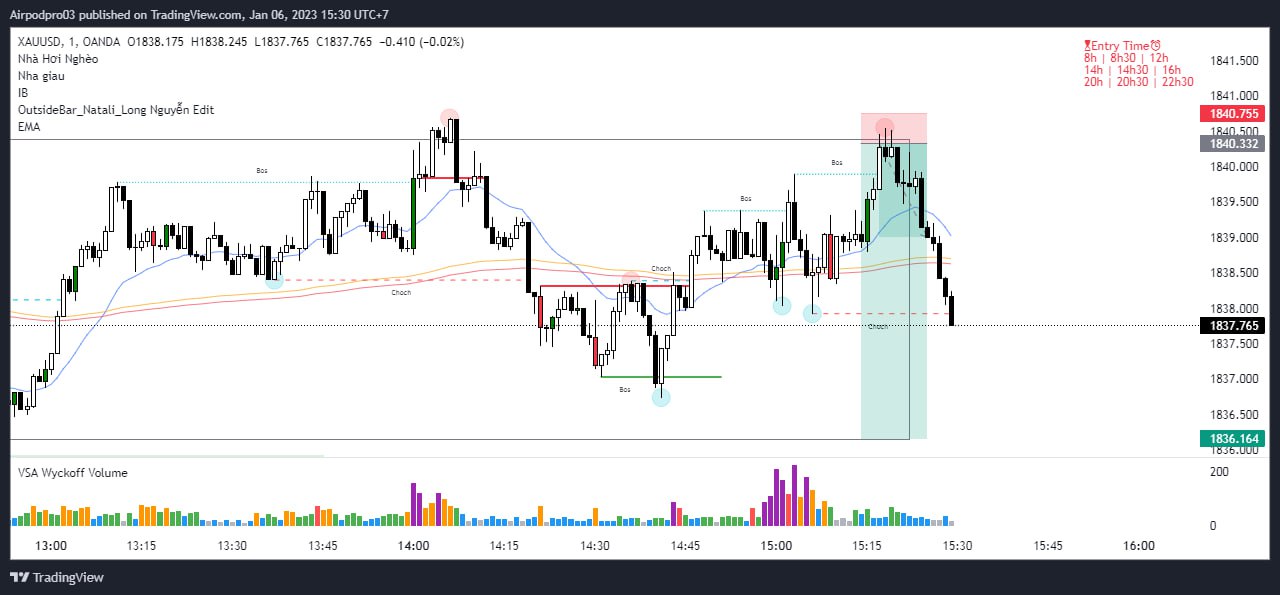 Airpodpro03 published on TradingView.com, Jan 06, 2023 15:30 UTC+7
XAUUSD, 1, OANDA O1838.175 H1838.245 L1837.765 C1837.765 −0.410 (−0.02%)
Nhà Hơi Nghèo
Nha giau
IB
OutsideBar_Natali_Long Nguyễn Edit
EMA
⌛Entry Time⏰
8h | 8h30 | 12h
14h | 14h30 | 16h
20h | 20h30 | 22h30
1841.500
1841.000
1840.755
1840.500
1840.332
1840.000
1839.500
1839.000
1838.500
1838.000
1837.765
1837.500
1837.000
1836.500
1836.164
1836.000
Bos
Bos
Bos
Choch
Choch
Choch
Bos
VSA Wyckoff Volume
200
0
13:00 13:15 13:30 13:45 14:00 14:15 14:30 14:45 15:00 15:15 15:30 15:45 16:00
TradingView